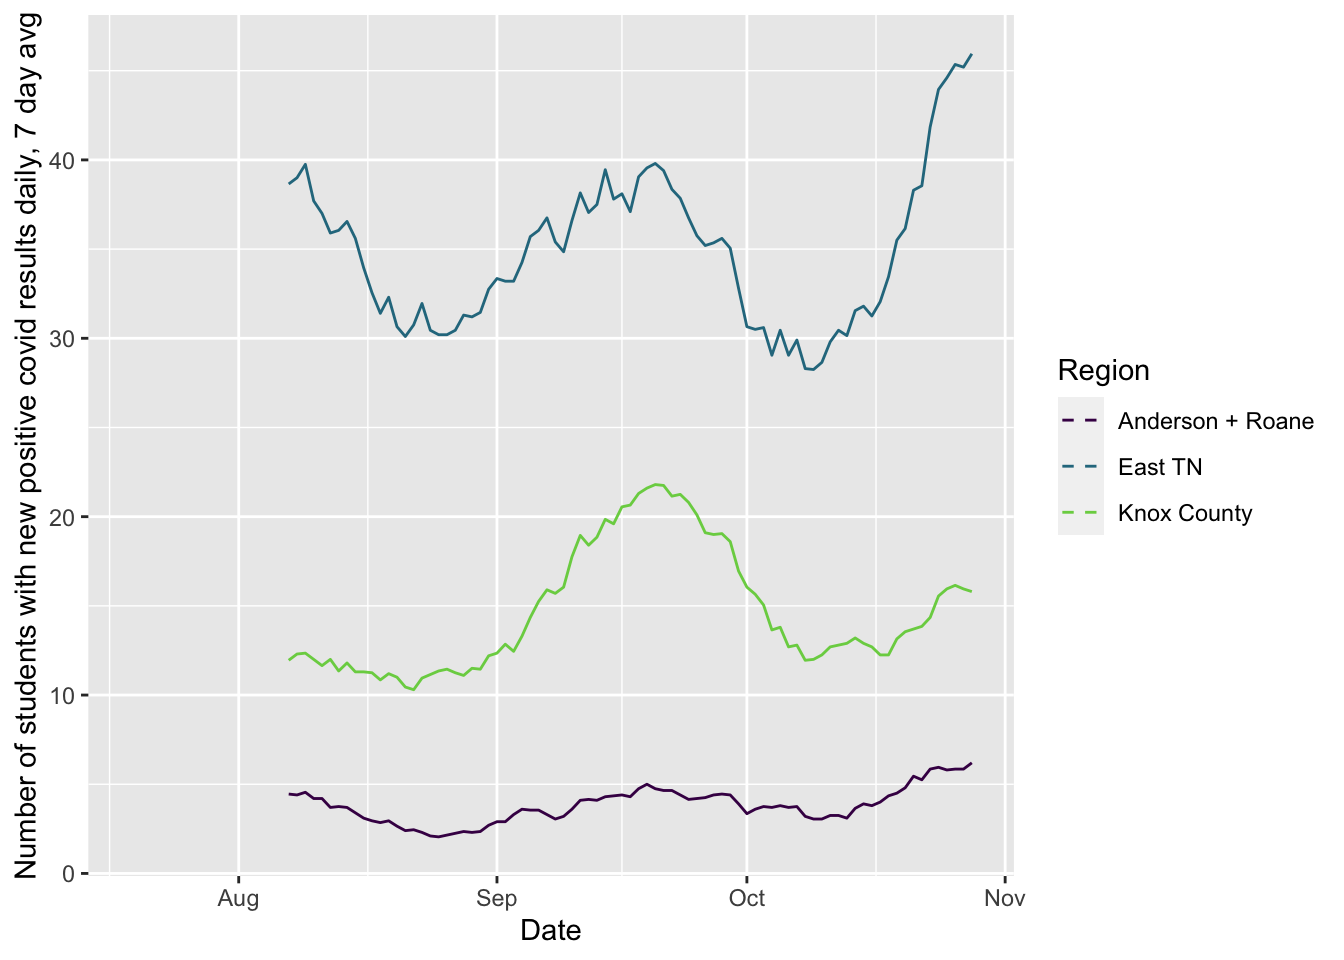 Number of students with new positive covid results daily, 7 day avg
40
30
20
10
0
Aug
Sep
Oct
Nov
Date
Region
Anderson + Roane
East TN
Knox County